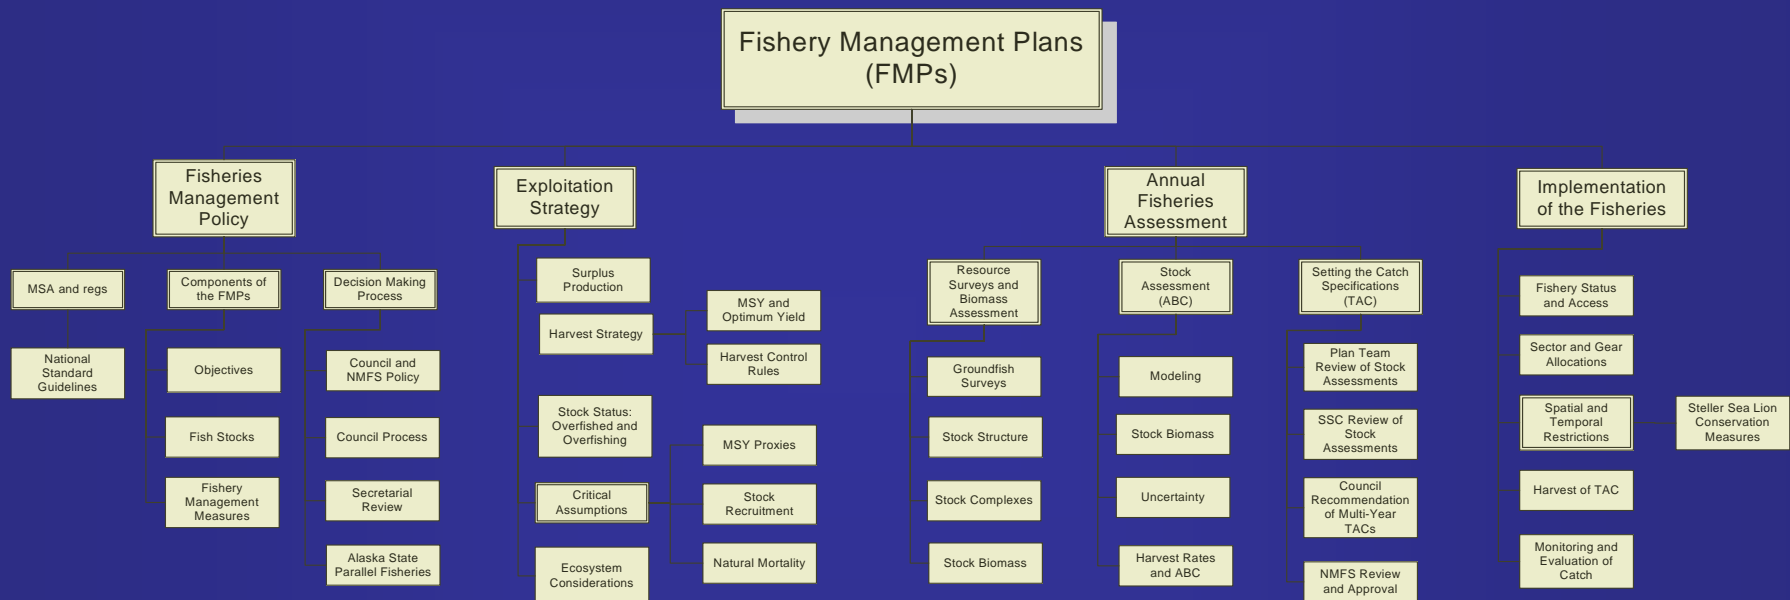 Fishery Management Plans
(FMPs)
Fisheries
Management
Policy
MSA and regs
National
Standard
Guidelines
Components of
the FMPs
Objectives
Fish Stocks
Fishery
Management
Measures
Decision Making
Process
Council and
NMFS Policy
Council Process
Secretarial
Review
Alaska State
Parallel Fisheries
Exploitation
Strategy
Surplus
Production
Harvest Strategy
MSY and
Optimum Yield
Harvest Control
Rules
Stock Status:
Overfished and
Overfishing
Critical
Assumptions
MSY Proxies
Stock
Recruitment
Natural Mortality
Ecosystem
Considerations
Annual
Fisheries
Assessment
Resource
Surveys and
Biomass
Assessment
Groundfish
Surveys
Stock Structure
Stock Complexes
Stock Biomass
Stock
Assessment
(ABC)
Modeling
Stock Biomass
Uncertainty
Harvest Rates
and ABC
Setting the Catch
Specifications
(TAC)
Plan Team
Review of Stock
Assessments
SSC Review of
Stock
Assessments
Council
Recommendation
of Multi-Year
TACs
NMFS Review
and Approval
Implementation
of the Fisheries
Fishery Status
and Access
Sector and Gear
Allocations
Spatial and
Temporal
Restrictions
Steller Sea Lion
Conservation
Measures
Harvest of TAC
Monitoring and
Evaluation of
Catch